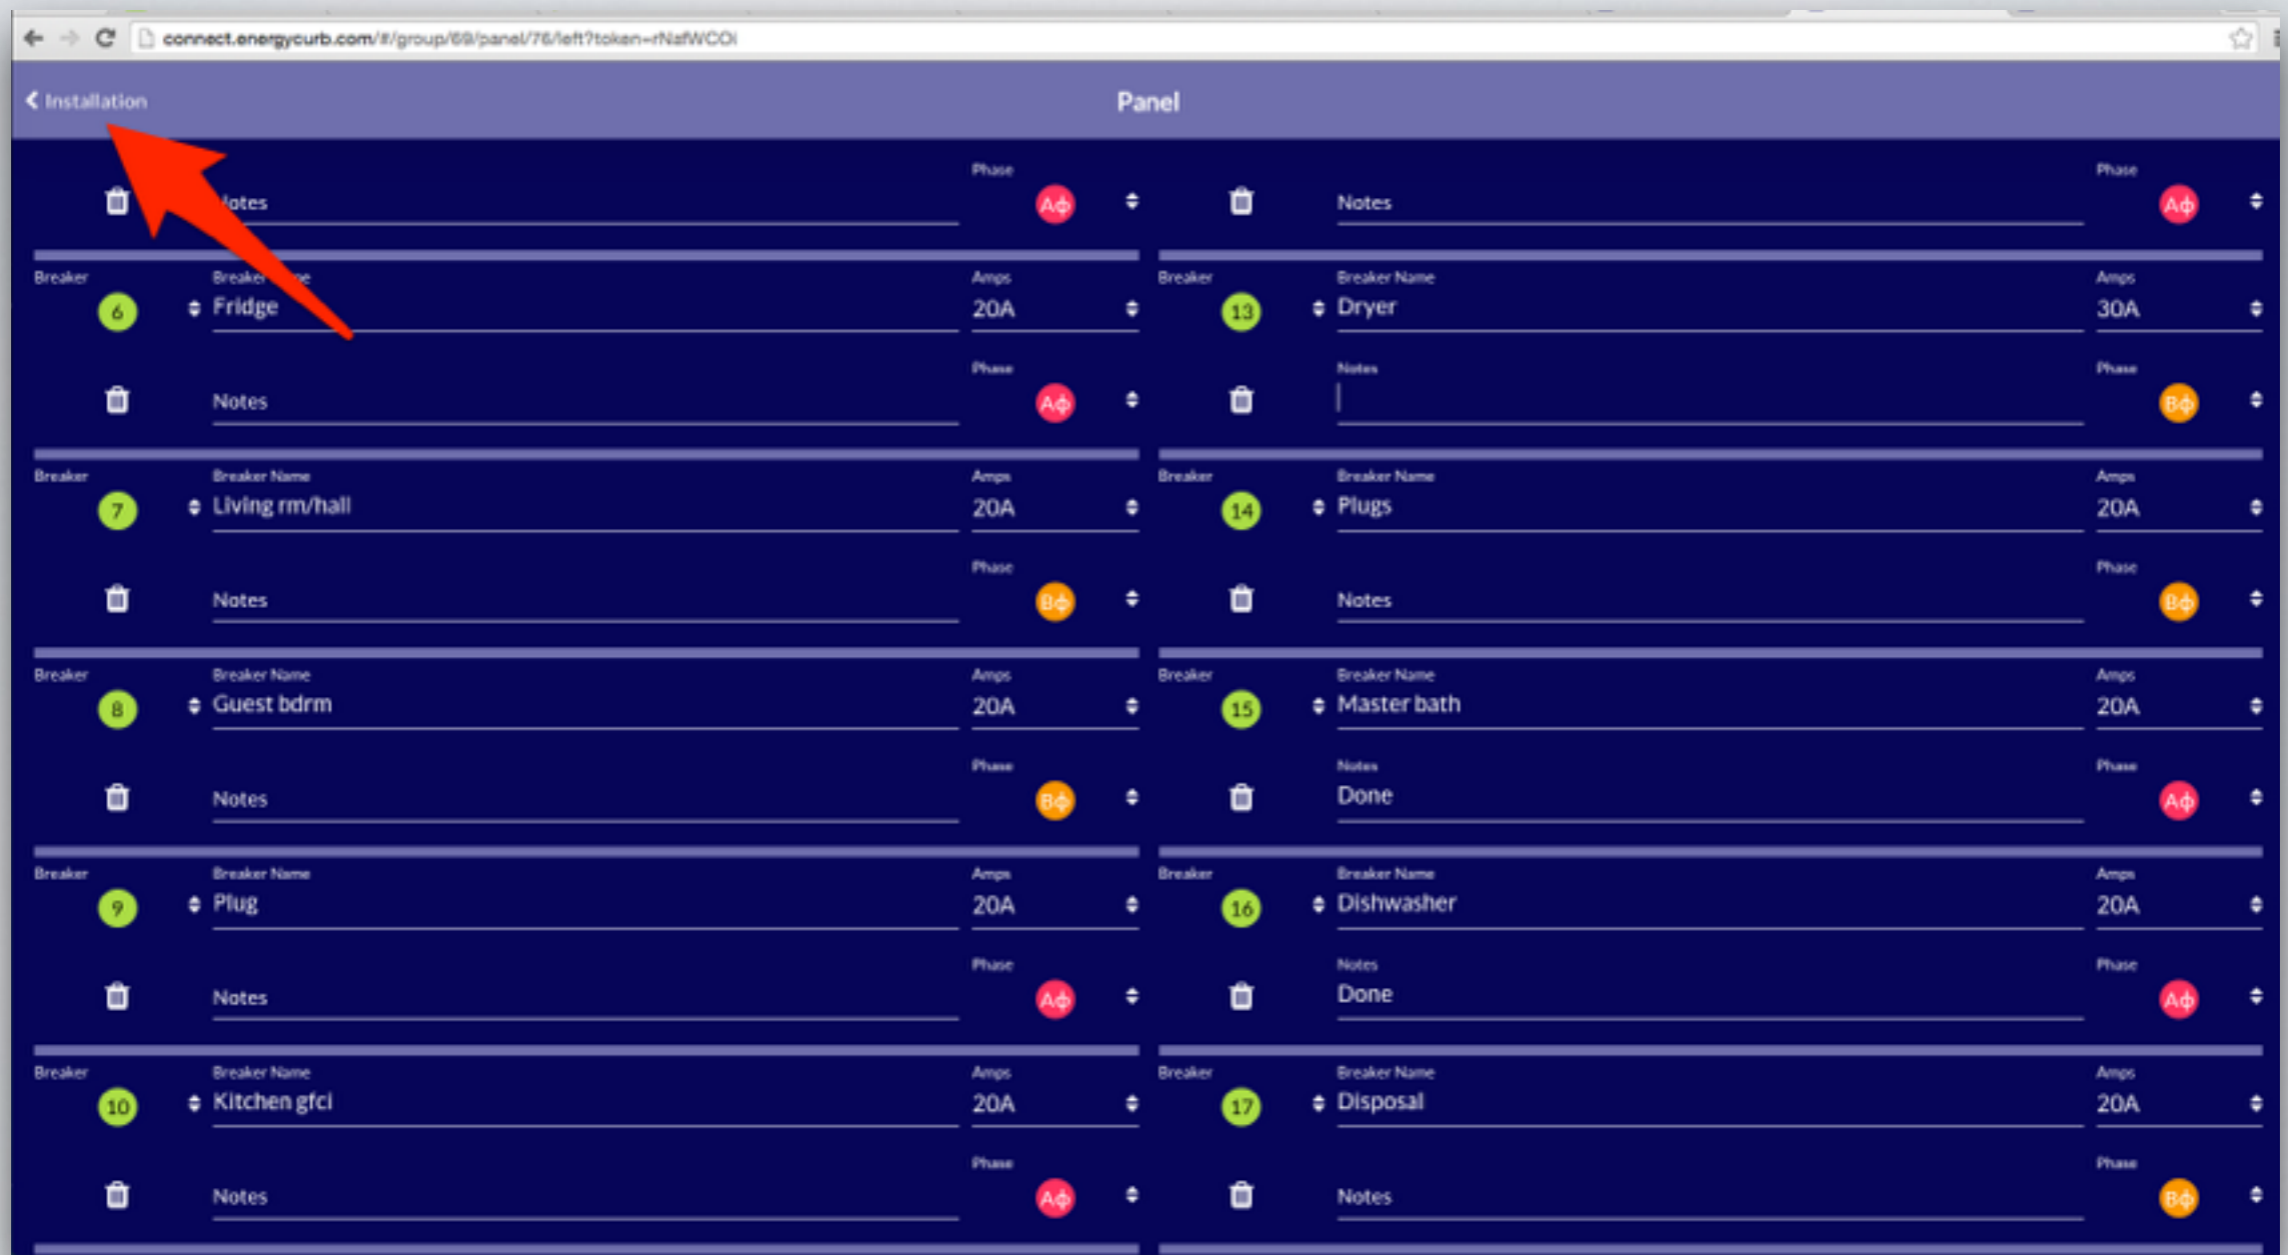 connect.energycurb.com/#/group/69/panel/76/left?token=rNafWCOi
Installation
Panel
Phase Phase
Notes Aφ Notes Aφ
Breaker Breaker Name Amps Breaker Breaker Name Amps
6 Fridge 20A 13 Dryer 30A
Phase Notes Phase
Notes Aφ Bφ
Breaker Breaker Name Amps Breaker Breaker Name Amps
7 Living rm/hall 20A 14 Plugs 20A
Phase Phase
Notes Bφ Notes Bφ
Breaker Breaker Name Amps Breaker Breaker Name Amps
8 Guest bdrm 20A 15 Master bath 20A
Phase Notes Phase
Notes Bφ Done Aφ
Breaker Breaker Name Amps Breaker Breaker Name Amps
9 Plug 20A 16 Dishwasher 20A
Phase Notes Phase
Notes Aφ Done Aφ
Breaker Breaker Name Amps Breaker Breaker Name Amps
10 Kitchen gfci 20A 17 Disposal 20A
Phase Phase
Notes Aφ Notes Bφ